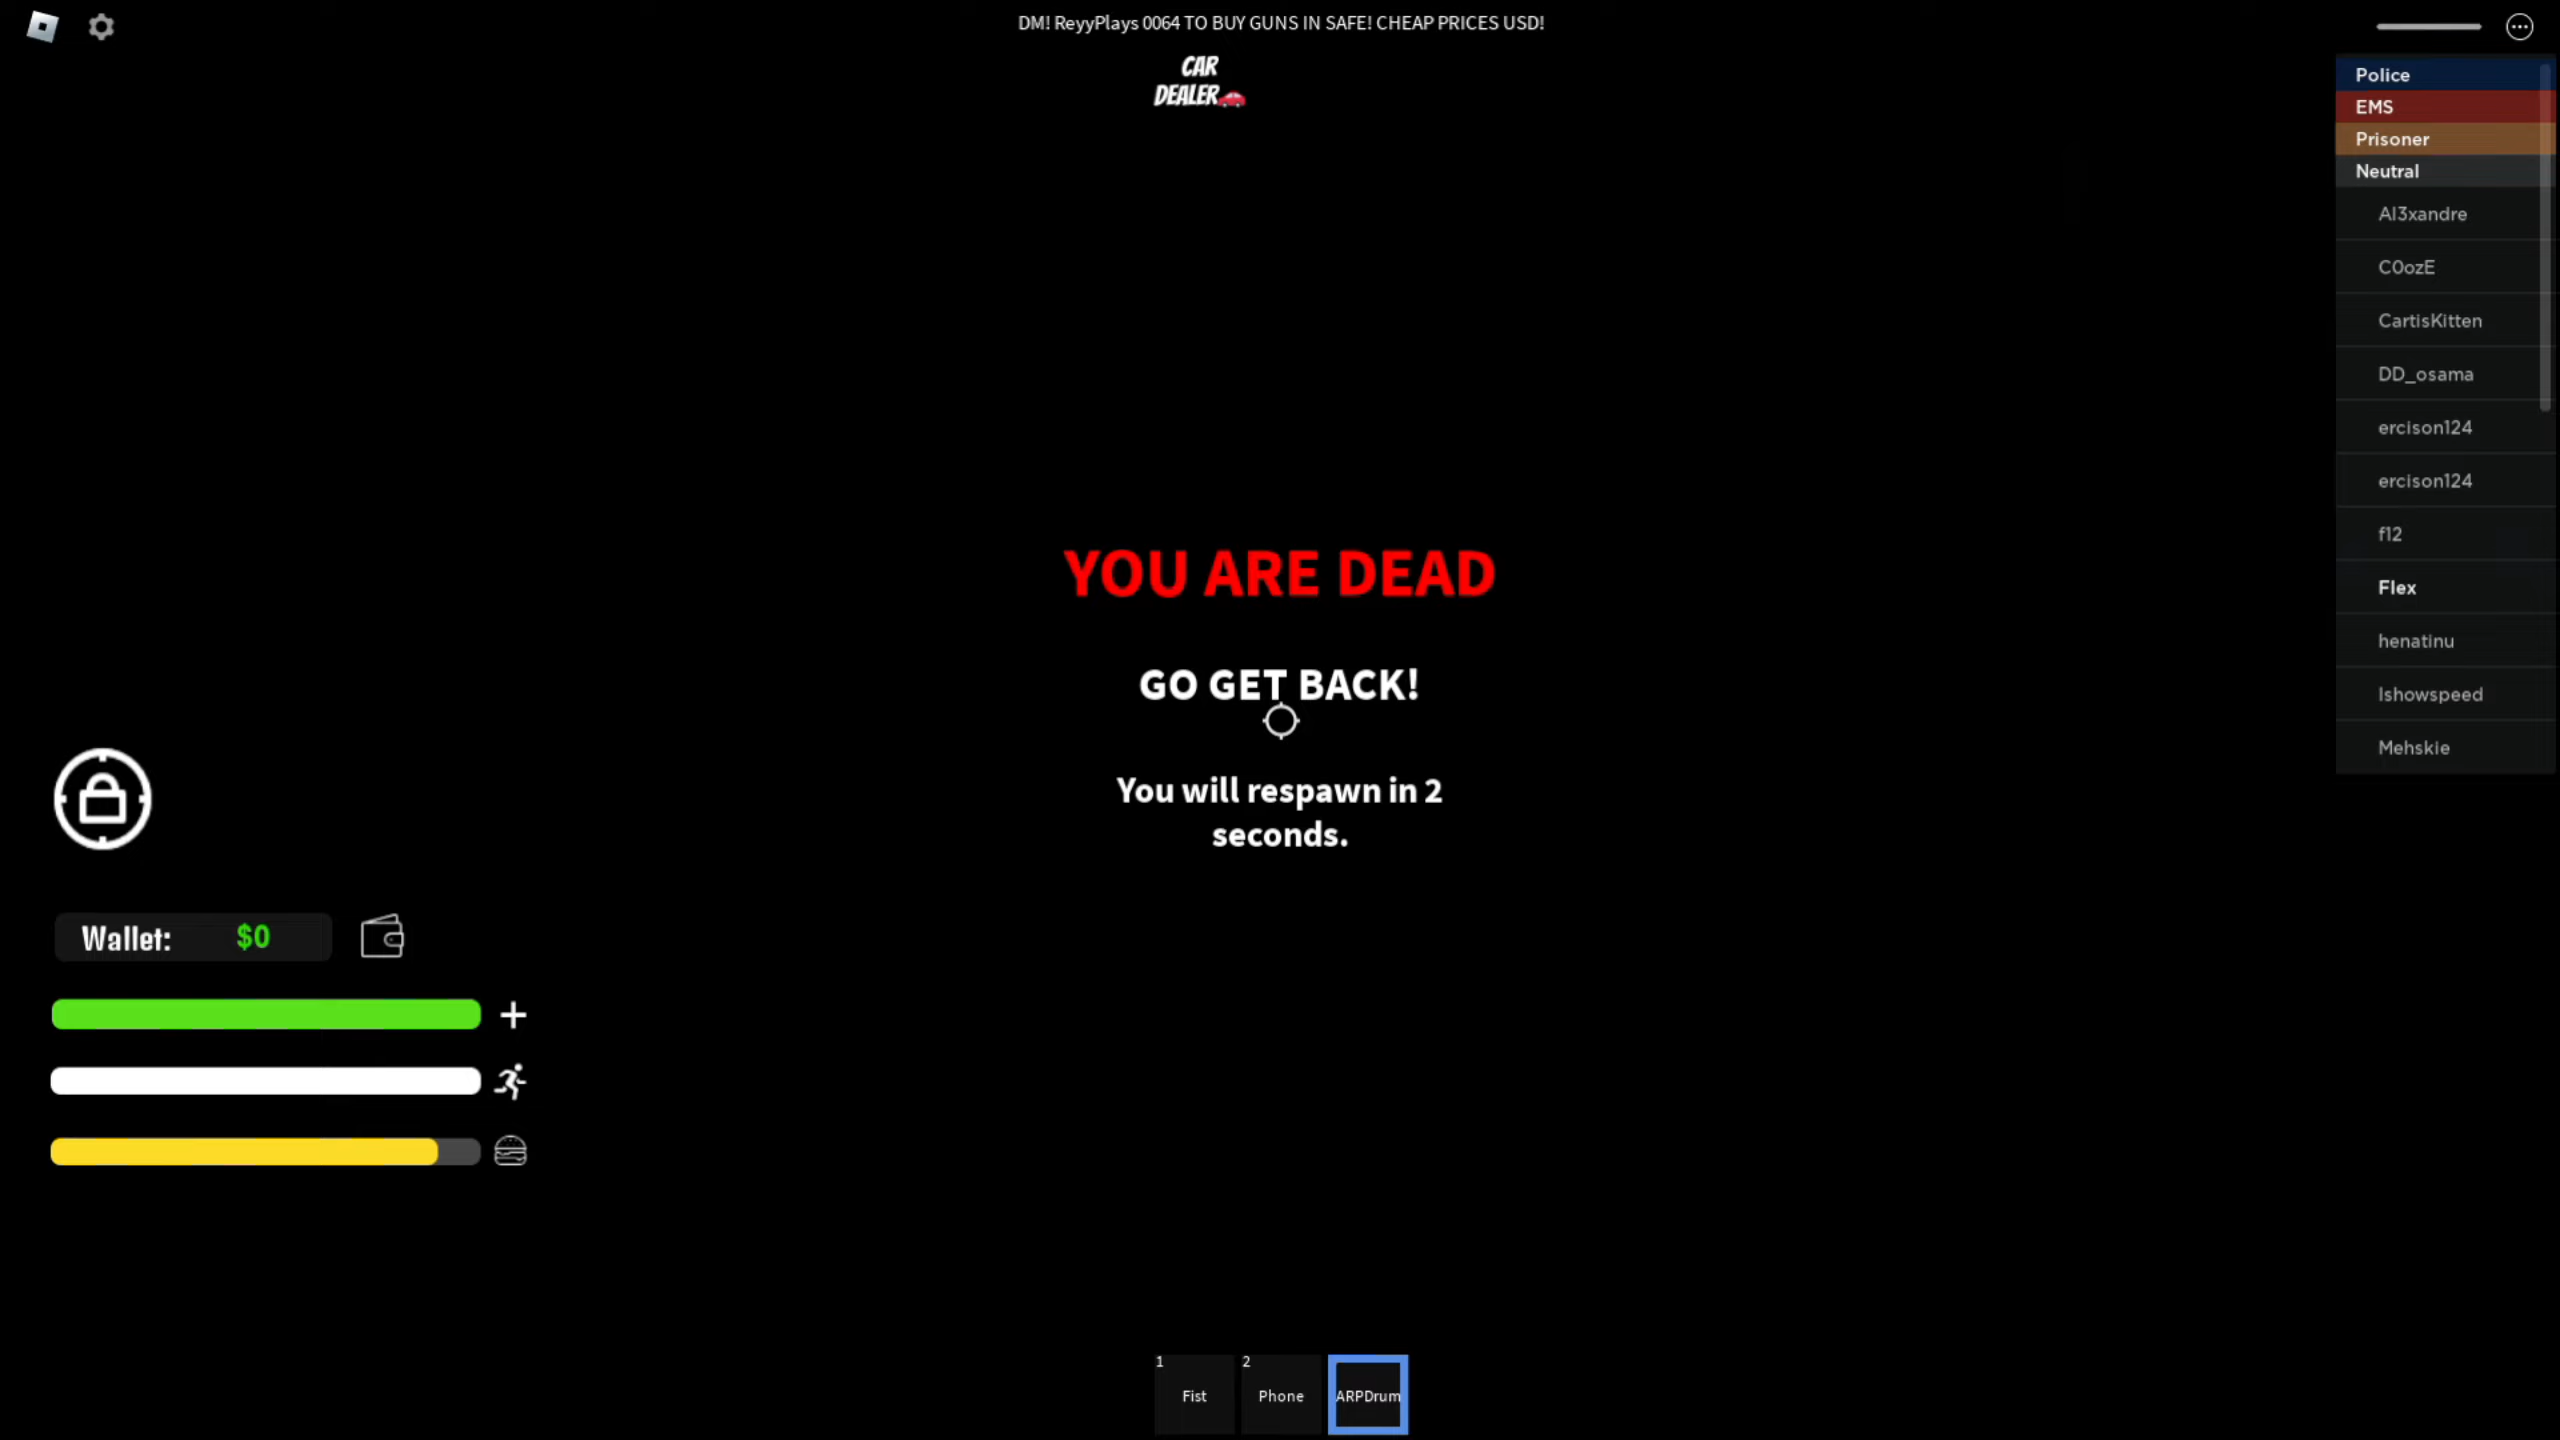 DM! ReyyPlays 0064 TO BUY GUNS IN SAFE! CHEAP PRICES USD!
CAR
DEALER
Police
EMS
Prisoner
Neutral
Al3xandre
C0ozE
CartisKitten
DD_osama
ercison124
ercison124
f12
Flex
henatinu
Ishowspeed
Mehskie
YOU ARE DEAD
GO GET BACK!
You will respawn in 2
seconds.
Wallet: $0
1
Fist
2
Phone
ARPDrum